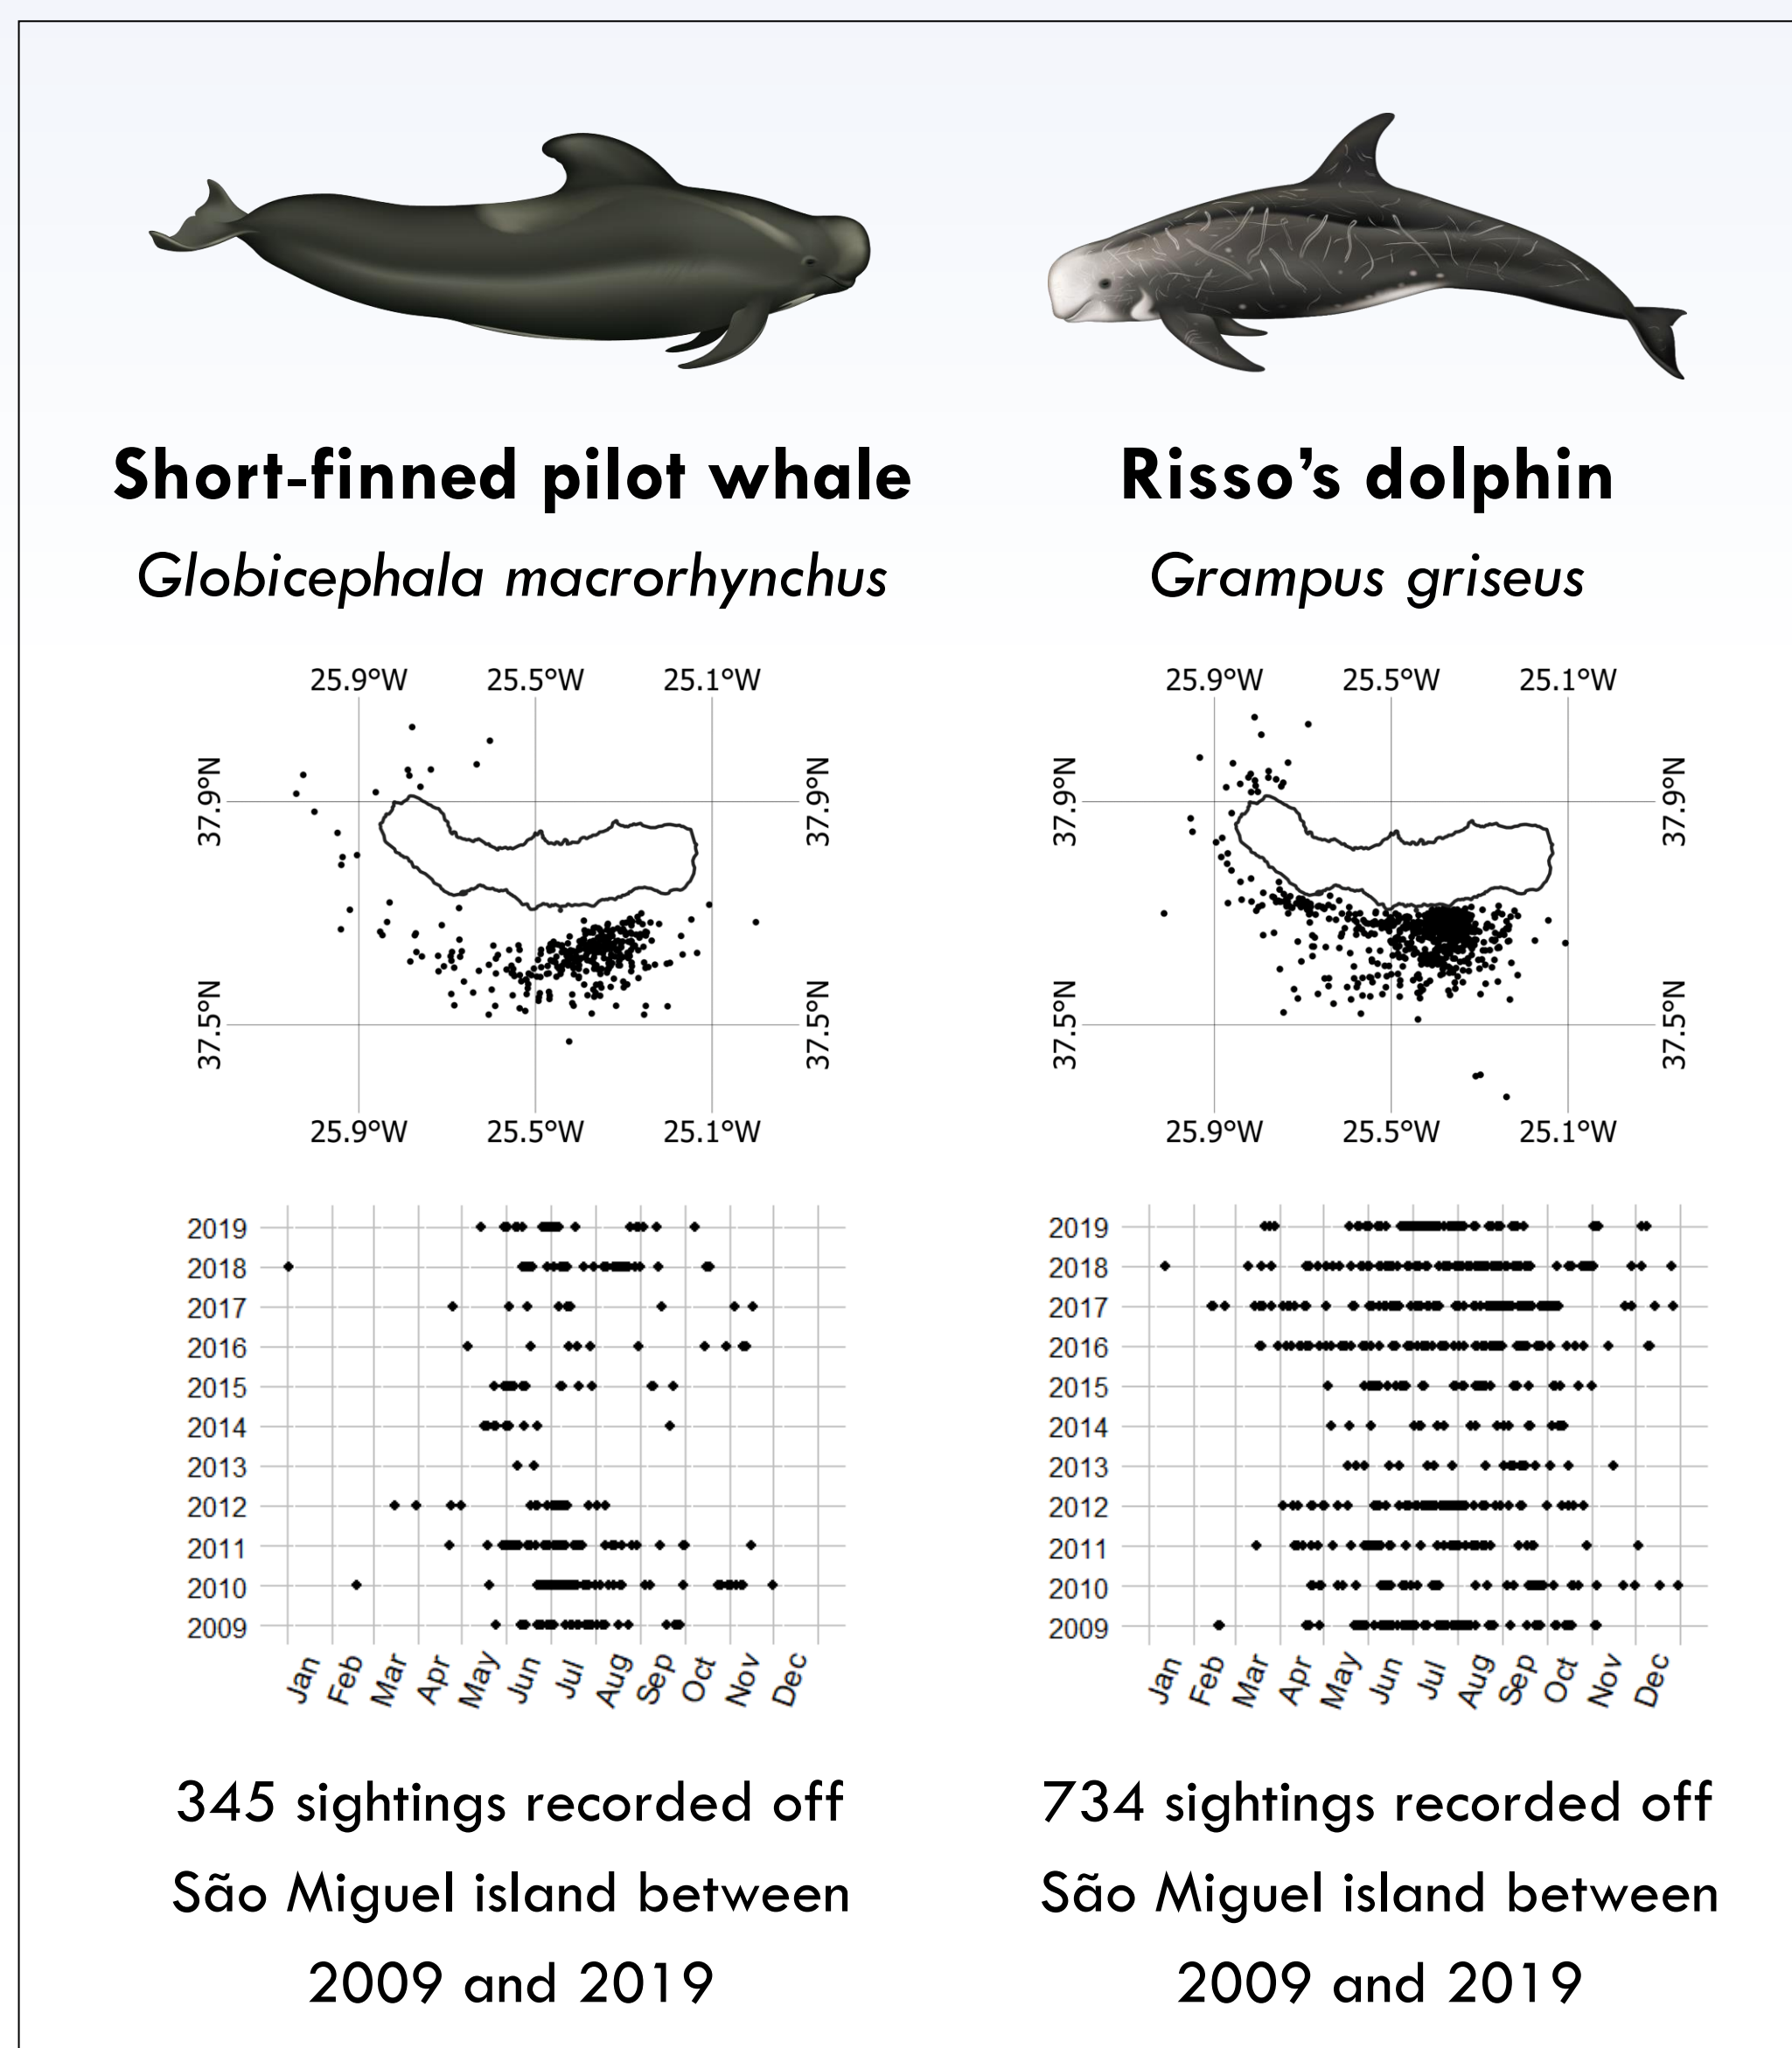 Short-finned pilot whale
Globicephala macrorhynchus
25.9°W 25.5°W 25.1°W
37.9°N 37.9°N
37.5°N 37.5°N
25.9°W 25.5°W 25.1°W
2019
2018
2017
2016
2015
2014
2013
2012
2011
2010
2009
Jan Feb Mar Apr May Jun Jul Aug Sep Oct Nov Dec
345 sightings recorded off
São Miguel island between
2009 and 2019
Risso’s dolphin
Grampus griseus
25.9°W 25.5°W 25.1°W
37.9°N 37.9°N
37.5°N 37.5°N
25.9°W 25.5°W 25.1°W
2019
2018
2017
2016
2015
2014
2013
2012
2011
2010
2009
Jan Feb Mar Apr May Jun Jul Aug Sep Oct Nov Dec
734 sightings recorded off
São Miguel island between
2009 and 2019